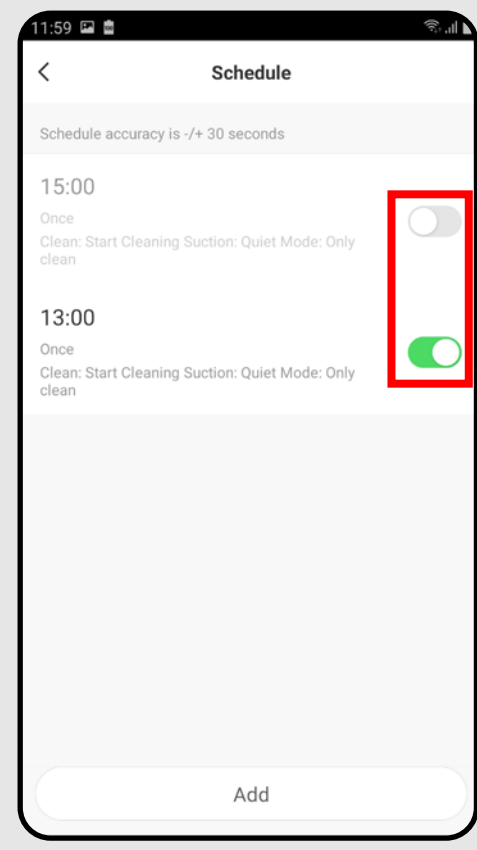 11:59
Schedule
Schedule accuracy is -/+ 30 seconds
15:00
Once
Clean: Start Cleaning Suction: Quiet Mode: Only
clean
13:00
Once
Clean: Start Cleaning Suction: Quiet Mode: Only
clean
Add